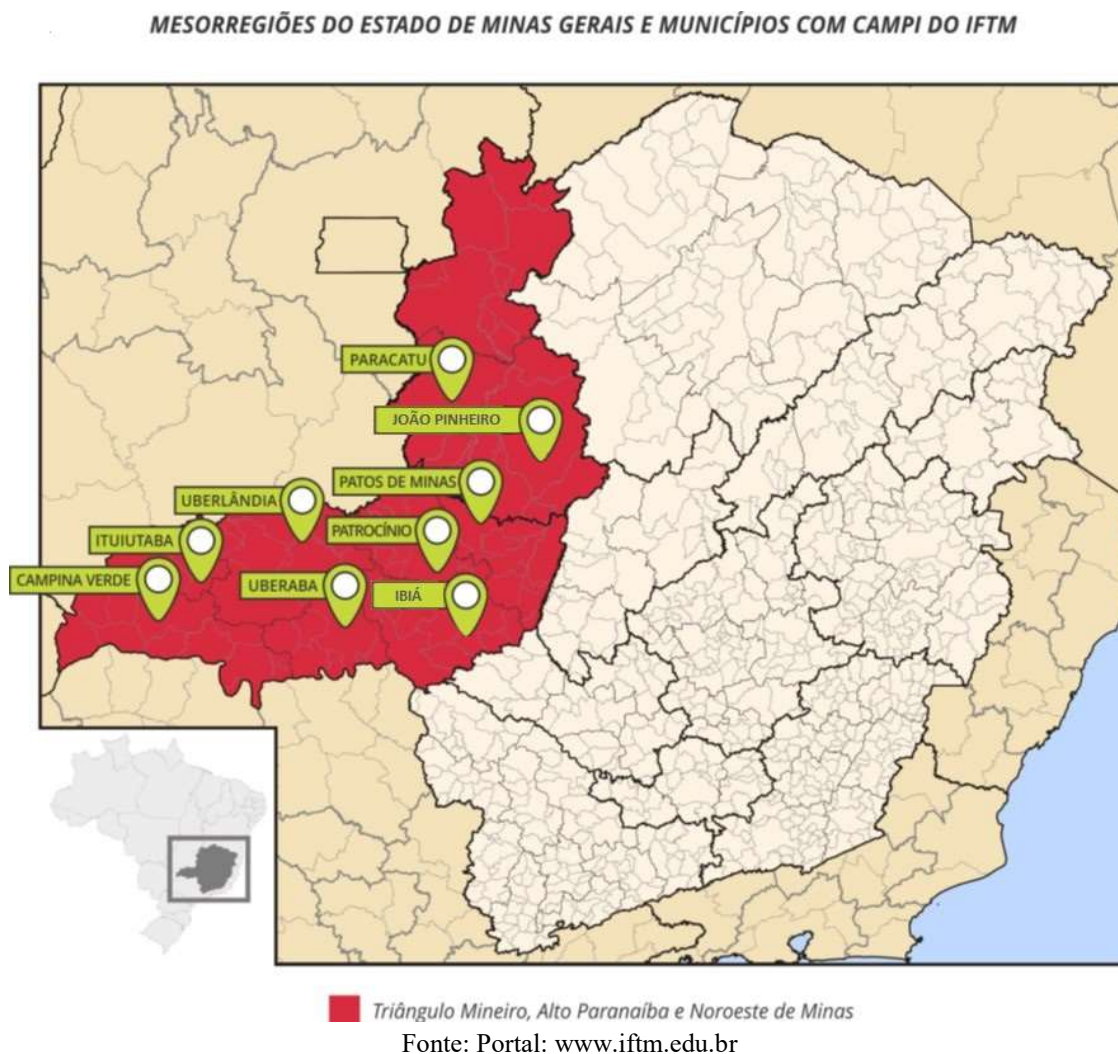 MESORREGIÕES DO ESTADO DE MINAS GERAIS E MUNICÍPIOS COM CAMPI DO IFTM
PARACATU
JOÃO PINHEIRO
PATOS DE MINAS
UBERLÂNDIA
PATROCÍNIO
ITUIUTABA
CAMPINA VERDE
UBERABA
IBIÁ
Triângulo Mineiro, Alto Paranaíba e Noroeste de Minas
Fonte: Portal: www.iftm.edu.br